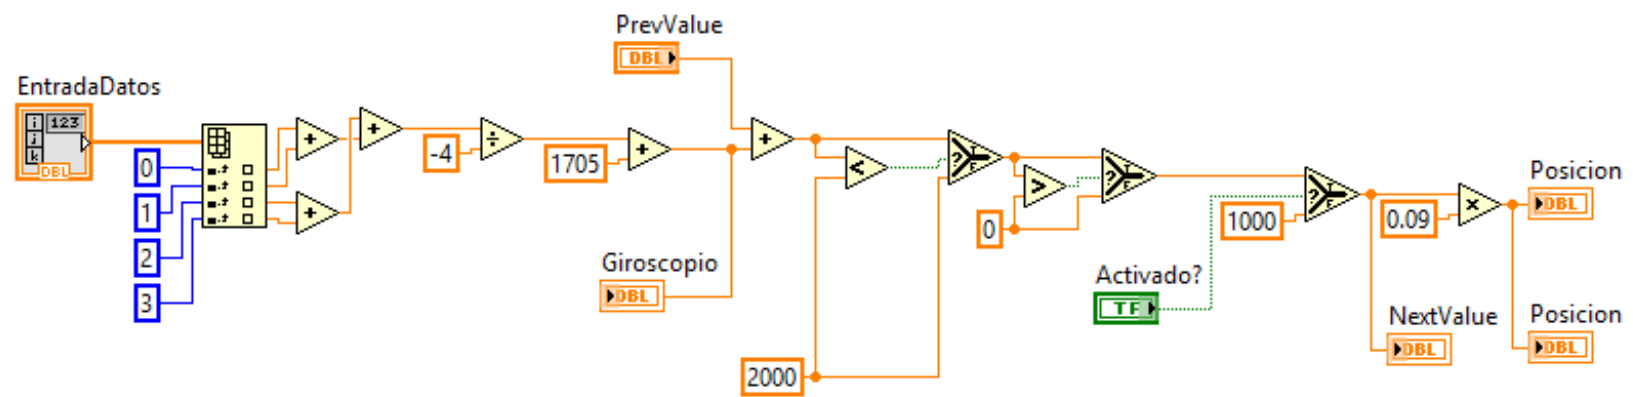 PrevValue
DBL
EntradaDatos
i
j
k
123
DBL
0
1
2
3
+
+
+
-4
÷
1705
+
+
<
?
T
F
>
?
T
F
0
2000
Giroscopio
DBL
Activado?
TF
1000
?
T
F
0.09
×
Posicion
DBL
NextValue
DBL
Posicion
DBL